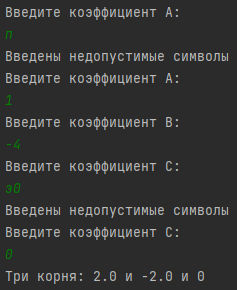 Введите коэффициент A:
п
Введены недопустимые символы
Введите коэффициент A:
1
Введите коэффициент B:
-4
Введите коэффициент C:
э0
Введены недопустимые символы
Введите коэффициент C:
0
Три корня: 2.0 и -2.0 и 0